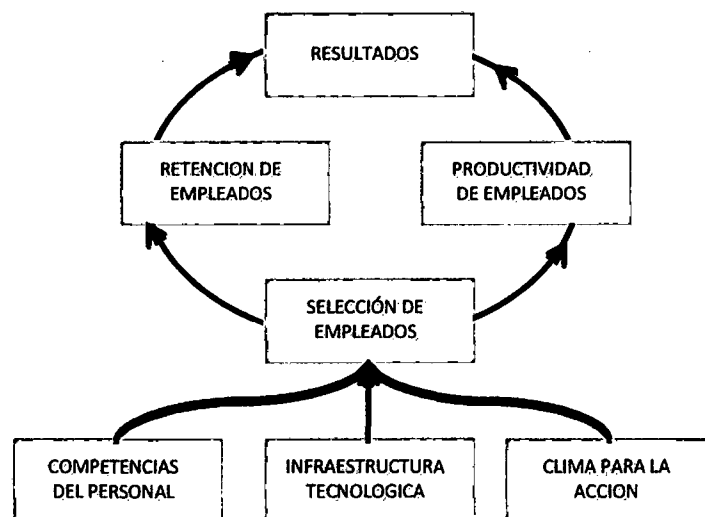 RESULTADOS
RETENCION DE
EMPLEADOS
PRODUCTIVIDAD
DE EMPLEADOS
SELECCIÓN DE
EMPLEADOS
COMPETENCIAS
DEL PERSONAL
INFRAESTRUCTURA
TECNOLOGICA
CLIMA PARA LA
ACCION